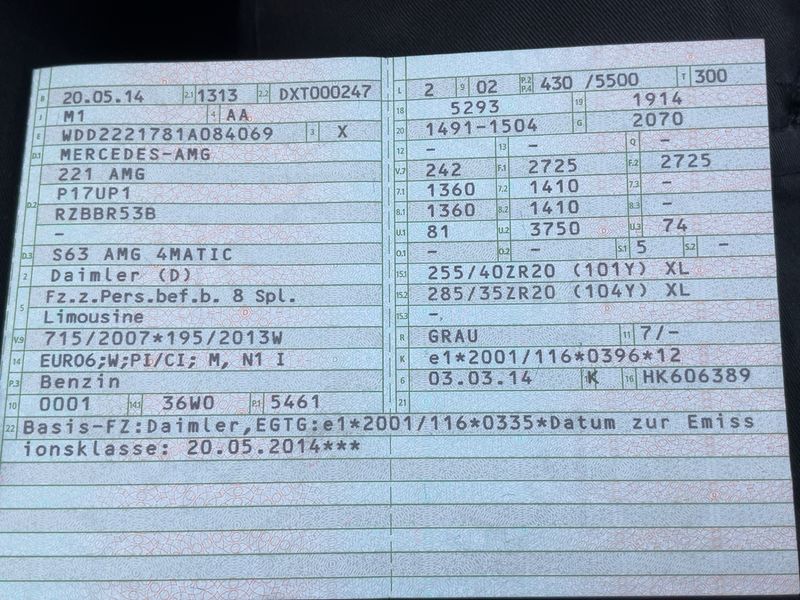 B 20.05.14 2.1 1313 2.2 DXT000247
J M1 4 AA
E WDD2221781A084069 3 X
D.1 MERCEDES-AMG
221 AMG
D.2 P17UP1
RZBBR53B
–
D.3 S63 AMG 4MATIC
2 Daimler (D)
5 Fz.z.Pers.bef.b. 8 Spl.
Limousine
V.9 715/2007*195/2013W
14 EURO6;W;PI/CI; M, N1 I
P.3 Benzin
10 0001 14.1 36W0 P.1 5461
L 2 9 02 P.2 P.4 430 /5500 T 300
18 5293 19 1914
20 1491-1504 G 2070
12 – 13 – Q –
V.7 242 F.1 2725 F.2 2725
7.1 1360 7.2 1410 7.3 –
8.1 1360 8.2 1410 8.3 –
U.1 81 U.2 3750 U.3 74
O.1 – O.2 – S.1 5 S.2 –
15.1 255/40ZR20 (101Y) XL
15.2 285/35ZR20 (104Y) XL
15.3 –
R GRAU 11 7/-
K e1*2001/116*0396*12
6 03.03.14 K 16 HK606389
21
22 Basis-FZ:Daimler,EGTG:e1*2001/116*0335*Datum zur Emiss
ionsklasse: 20.05.2014***